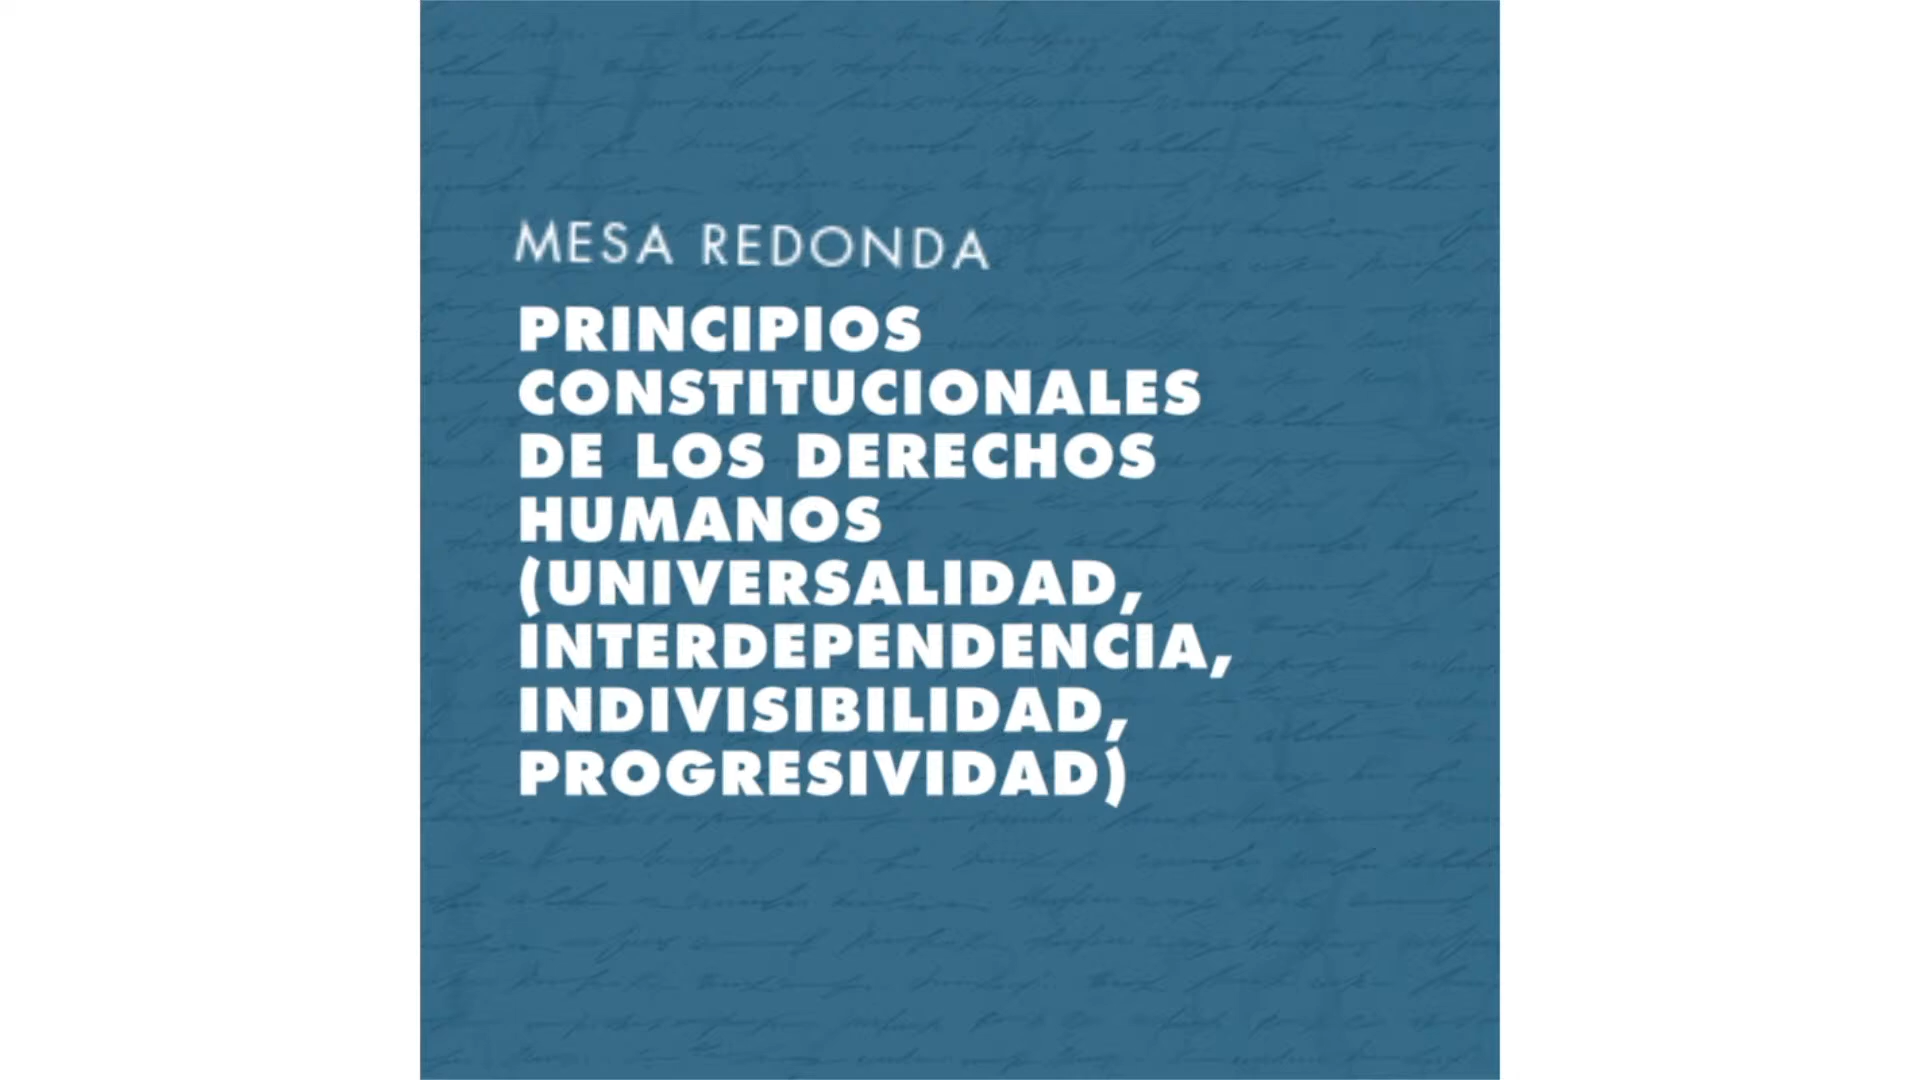 MESA REDONDA
PRINCIPIOS
CONSTITUCIONALES
DE LOS DERECHOS
HUMANOS
(UNIVERSALIDAD,
INTERDEPENDENCIA,
INDIVISIBILIDAD,
PROGRESIVIDAD)